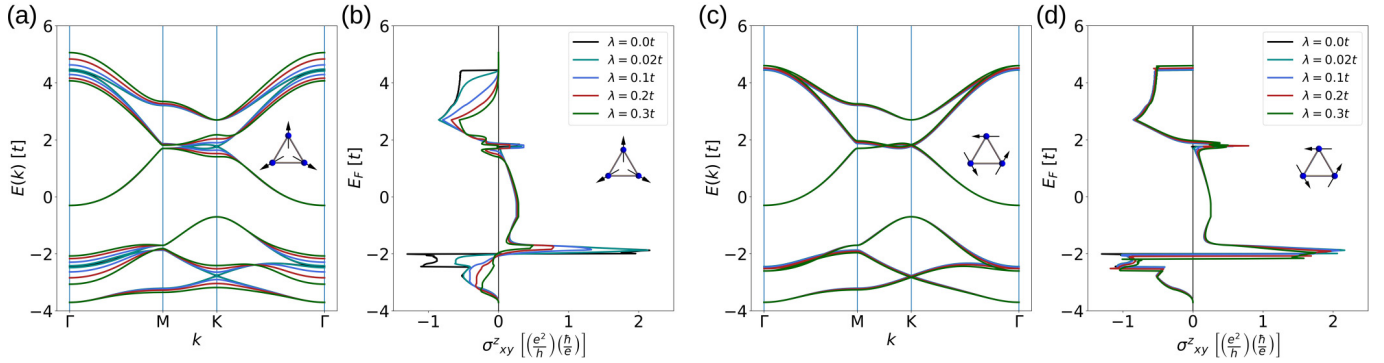 (a)
6
4
2
0
−2
−4
E(k) [t]
Γ
M
K
Γ
k
(b)
6
4
2
0
−2
−4
E_F [t]
−1
0
1
2
σ^z_xy [(e²/h)(ħ/e)]
λ = 0.0t
λ = 0.02t
λ = 0.1t
λ = 0.2t
λ = 0.3t
(c)
6
4
2
0
−2
−4
E(k) [t]
Γ
M
K
Γ
k
(d)
6
4
2
0
−2
−4
E_F [t]
−1
0
1
2
σ^z_xy [(e²/h)(ħ/e)]
λ = 0.0t
λ = 0.02t
λ = 0.1t
λ = 0.2t
λ = 0.3t